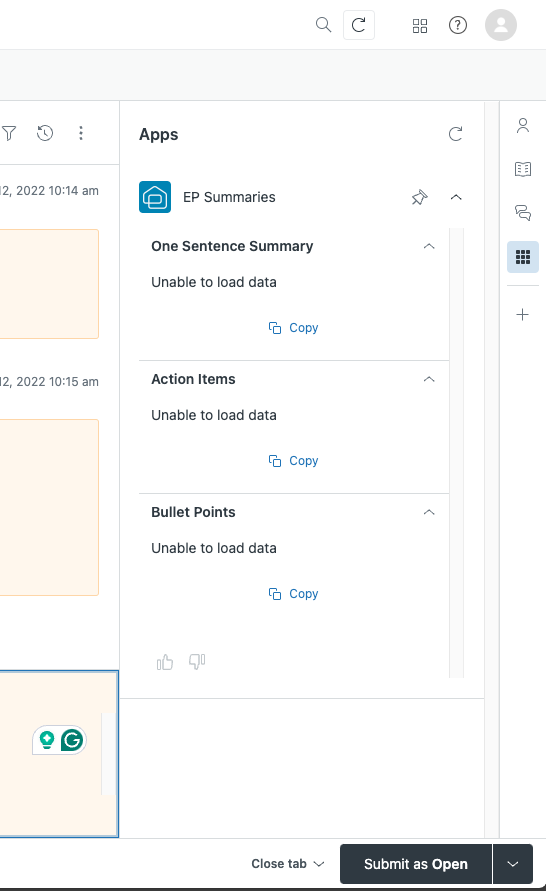 Apps
12, 2022 10:14 am
EP Summaries
One Sentence Summary
Unable to load data
Copy
12, 2022 10:15 am
Action Items
Unable to load data
Copy
Bullet Points
Unable to load data
Copy
Close tab
Submit as Open